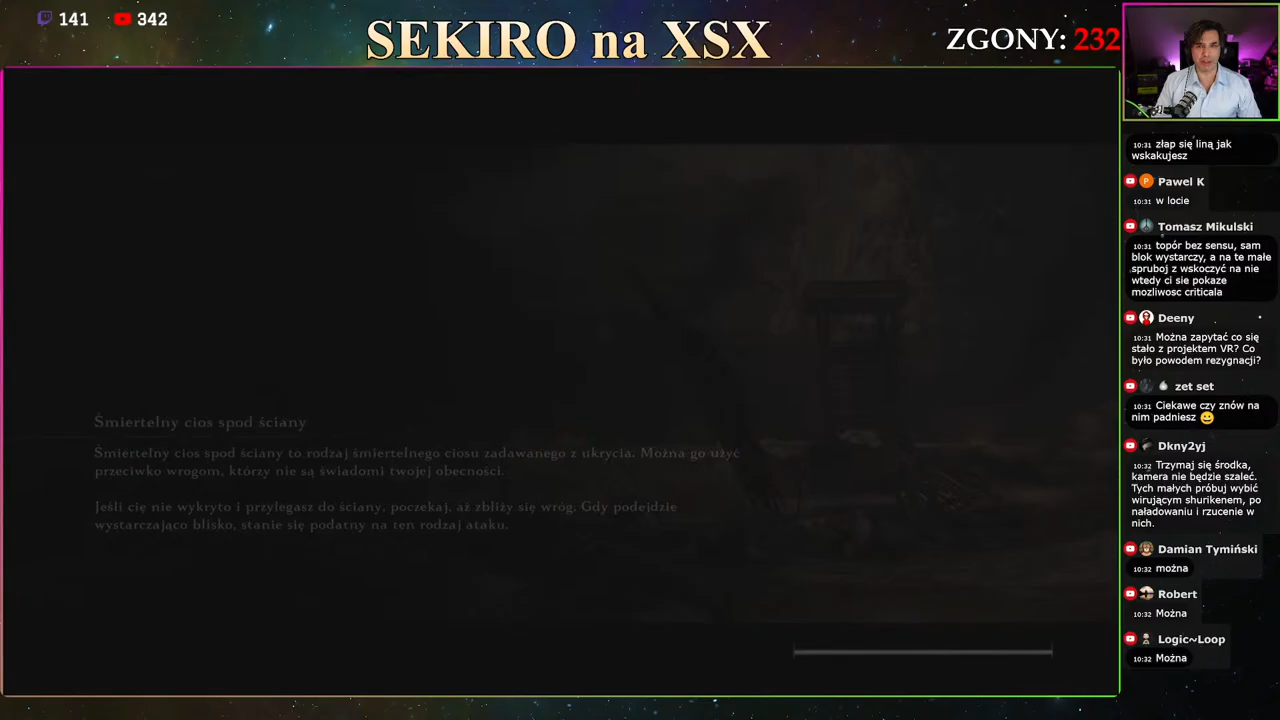 141 342
SEKIRO na XSX
ZGONY: 232
Śmiertelny cios spod ściany
Śmiertelny cios spod ściany to rodzaj śmiertelnego ciosu zadawanego z ukrycia. Można go użyć
przeciwko wrogom, którzy nie są świadomi twojej obecności.
Jeśli cię nie wykryto i przylegasz do ściany, poczekaj, aż zbliży się wróg. Gdy podejdzie
wystarczająco blisko, stanie się podatny na ten rodzaj ataku.
10:31 złap się liną jak
wskakujesz
P Pawel K
10:31 w locie
Tomasz Mikulski
10:31 topór bez sensu, sam
blok wystarczy, a na te małe
spruboj z wskoczyć na nie
wtedy ci sie pokaze
mozliwosc criticala
Deeny
10:31 Można zapytać co się
stało z projektem VR? Co
było powodem rezygnacji?
zet set
10:31 Ciekawe czy znów na
nim padniesz 😀
Dkny2yj
10:32 Trzymaj się środka,
kamera nie będzie szaleć.
Tych małych próbuj wybić
wirującym shurikenem, po
naładowaniu i rzucenie w
nich.
Damian Tymiński
10:32 można
Robert
10:32 Można
Logic~Loop
10:32 Można